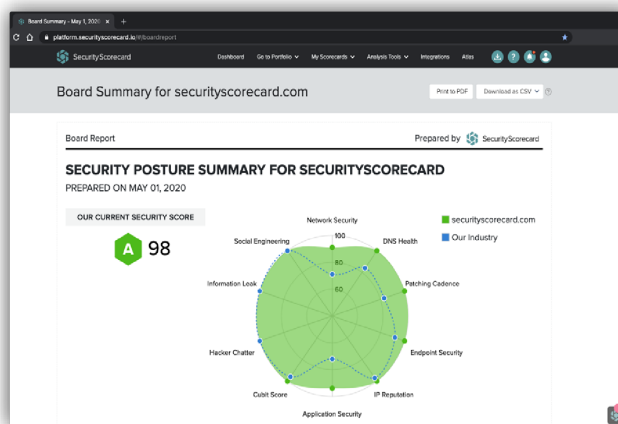 Board Summary – May 1, 2020
platform.securityscorecard.io/#/boardreport
SecurityScorecard
Dashboard Go to Portfolio My Scorecards Analysis Tools Integrations Atlas
Board Summary for securityscorecard.com
Print to PDF Download as CSV
Board Report
Prepared by SecurityScorecard
SECURITY POSTURE SUMMARY FOR SECURITYSCORECARD
PREPARED ON MAY 01, 2020
OUR CURRENT SECURITY SCORE
A 98
securityscorecard.com
Our Industry
Network Security
DNS Health
Patching Cadence
Endpoint Security
IP Reputation
Application Security
Cubit Score
Hacker Chatter
Information Leak
Social Engineering
100
80
60